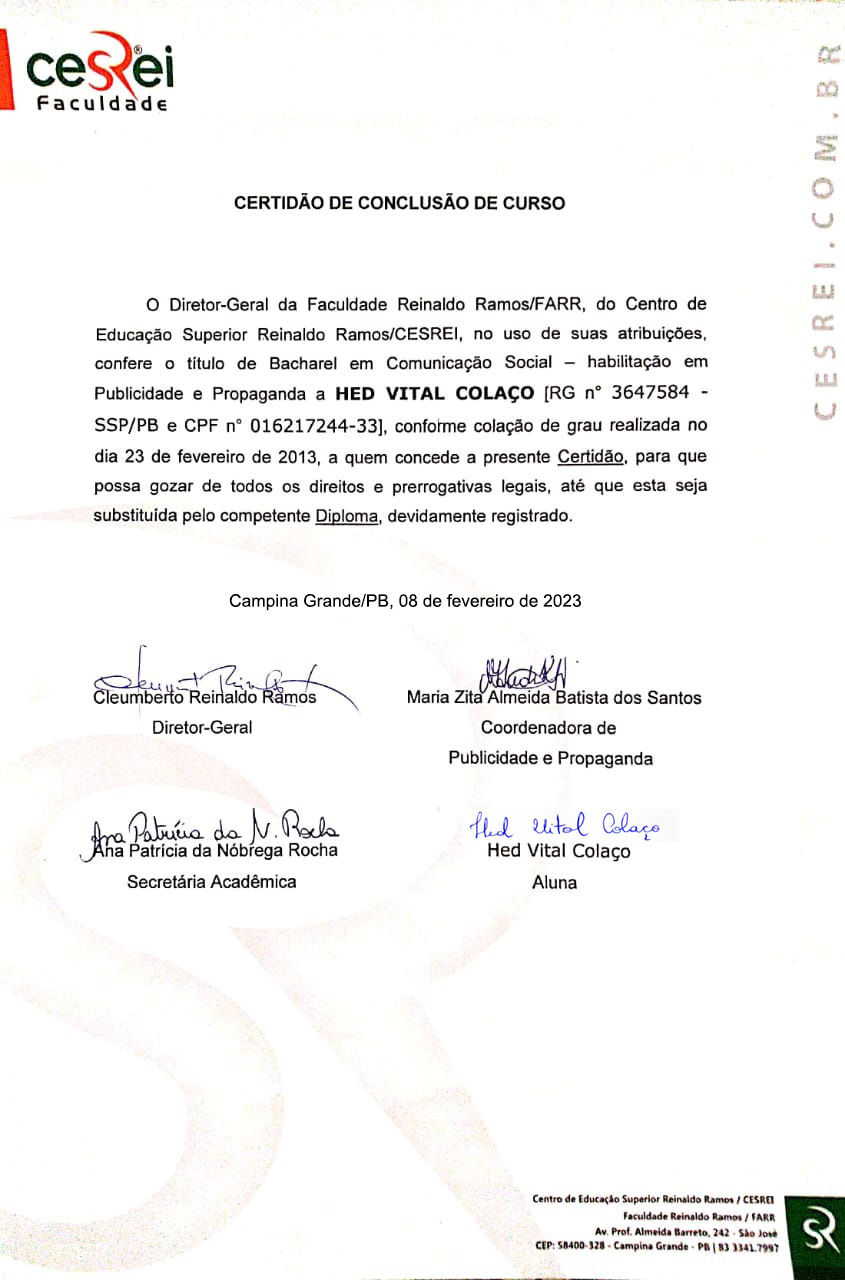 cesRei®
Faculdade
CESREI.COM.BR
CERTIDÃO DE CONCLUSÃO DE CURSO
O Diretor-Geral da Faculdade Reinaldo Ramos/FARR, do Centro de
Educação Superior Reinaldo Ramos/CESREI, no uso de suas atribuições,
confere o título de Bacharel em Comunicação Social – habilitação em
Publicidade e Propaganda a HED VITAL COLAÇO [RG n° 3647584 -
SSP/PB e CPF n° 016217244-33], conforme colação de grau realizada no
dia 23 de fevereiro de 2013, a quem concede a presente Certidão, para que
possa gozar de todos os direitos e prerrogativas legais, até que esta seja
substituída pelo competente Diploma, devidamente registrado.
Campina Grande/PB, 08 de fevereiro de 2023
Cleumberto Reinaldo Ramos
Diretor-Geral
Maria Zita Almeida Batista dos Santos
Coordenadora de
Publicidade e Propaganda
Ana Patrícia da N. Rocha
Ana Patrícia da Nóbrega Rocha
Secretária Acadêmica
Hed Vital Colaço
Hed Vital Colaço
Aluna
Centro de Educação Superior Reinaldo Ramos / CESREI
Faculdade Reinaldo Ramos / FARR
Av. Prof. Almeida Barreto, 242 - São José
CEP: 58400-328 - Campina Grande - PB | 83 3341.7997
SR